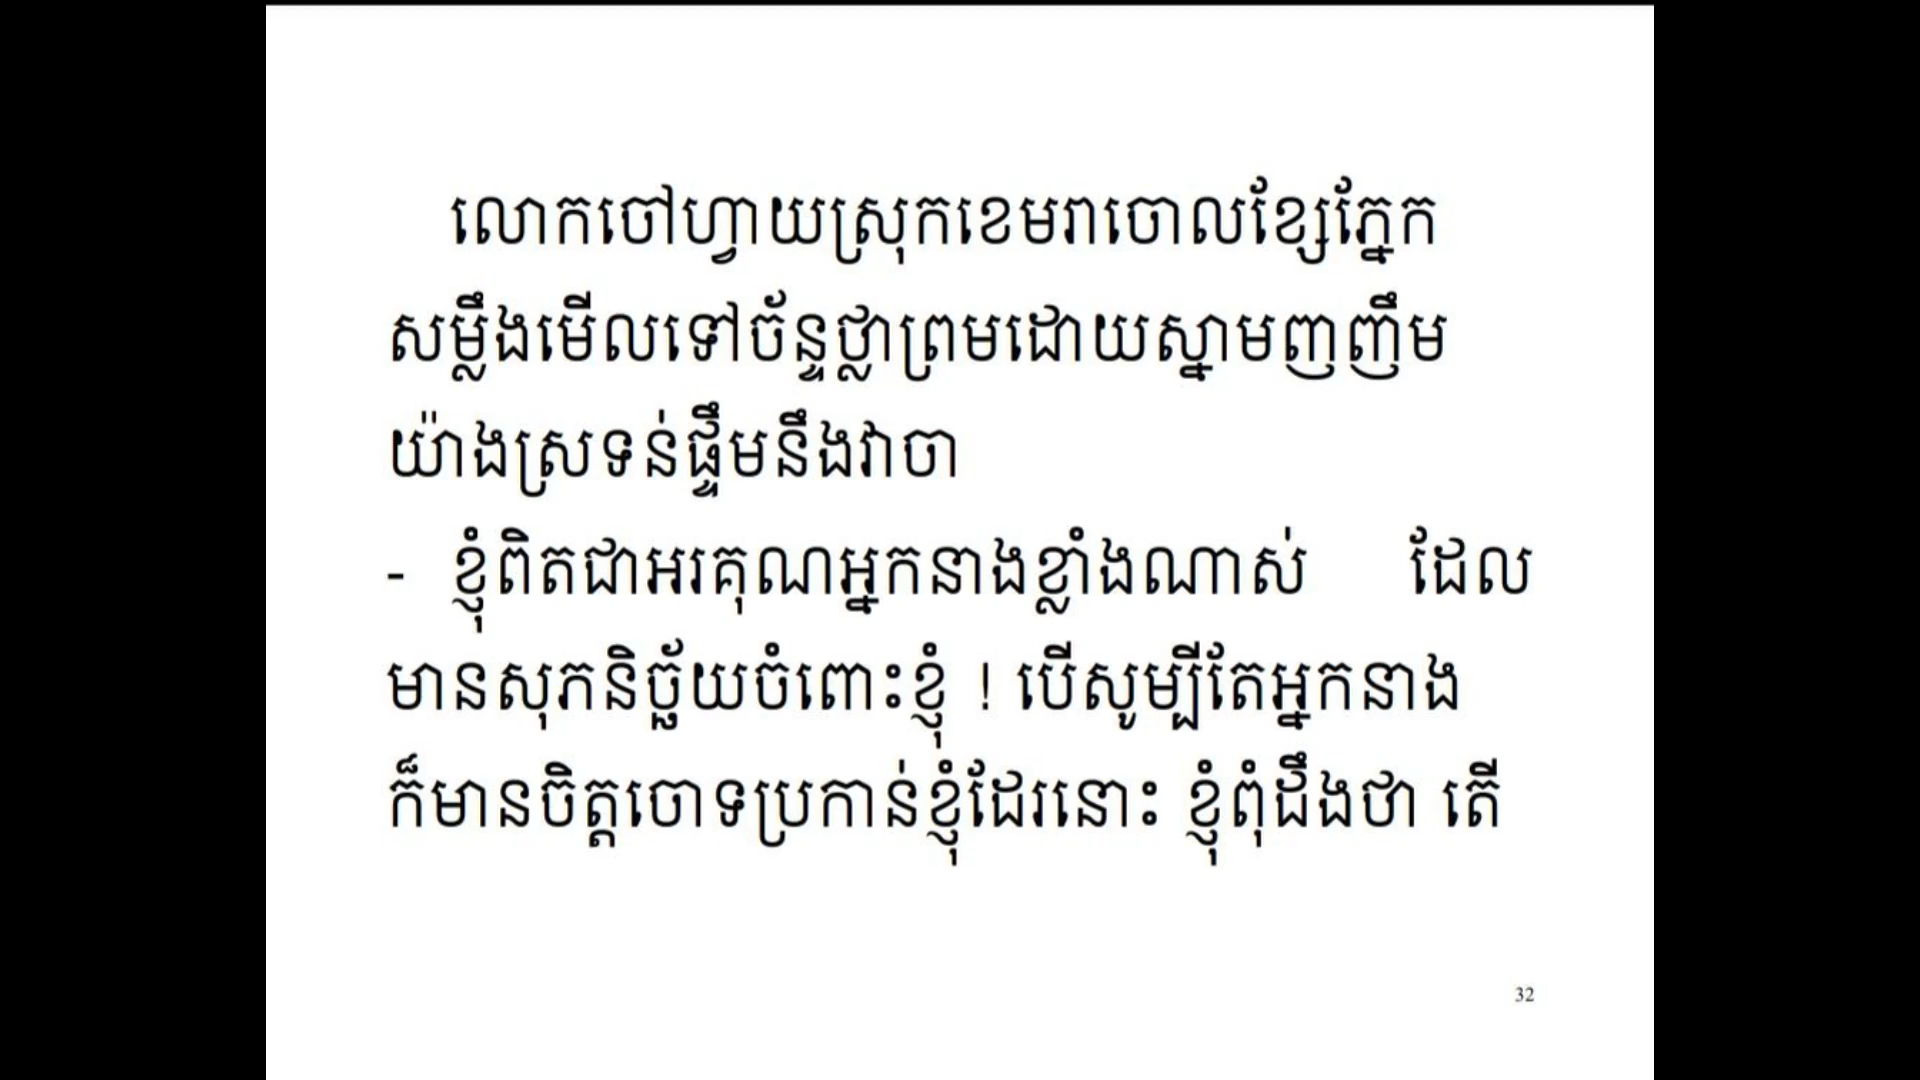 លោកចៅហ្វាយស្រុកខេមរាចោលខ្សែភ្នែក
សម្លឹងមើលទៅច័ន្ទថ្លាព្រមដោយស្នាមញញឹម
យ៉ាងស្រទន់ផ្ទឹមនឹងវាចា
- ខ្ញុំពិតជាអរគុណអ្នកនាងខ្លាំងណាស់ ដែល
មានសុភនិច្ឆ័យចំពោះខ្ញុំ ! បើសូម្បីតែអ្នកនាង
ក៏មានចិត្តចោទប្រកាន់ខ្ញុំដែរនោះ ខ្ញុំពុំដឹងថា តើ
32